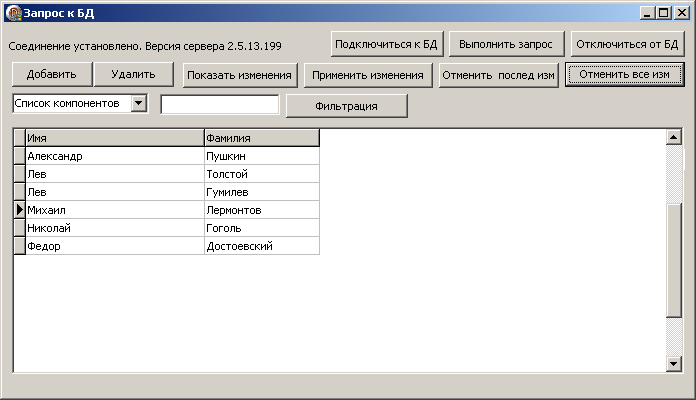 Запрос к БД
Соединение установлено. Версия сервера 2.5.13.199
Подключиться к БД
Выполнить запрос
Отключиться от БД
Добавить
Удалить
Показать изменения
Применить изменения
Отменить послед изм
Отменить все изм
Список компонентов
Фильтрация
Имя Фамилия
Александр Пушкин
Лев Толстой
Лев Гумилев
Михаил Лермонтов
Николай Гоголь
Федор Достоевский